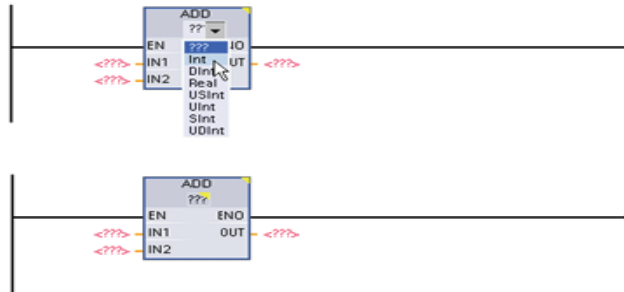 ADD
??
EN ??? NO
<???> IN1 Int UT <???>
<???> IN2 DInt
Real
USInt
UInt
SInt
UDInt
ADD
???
EN ENO
<???> IN1 OUT <???>
<???> IN2